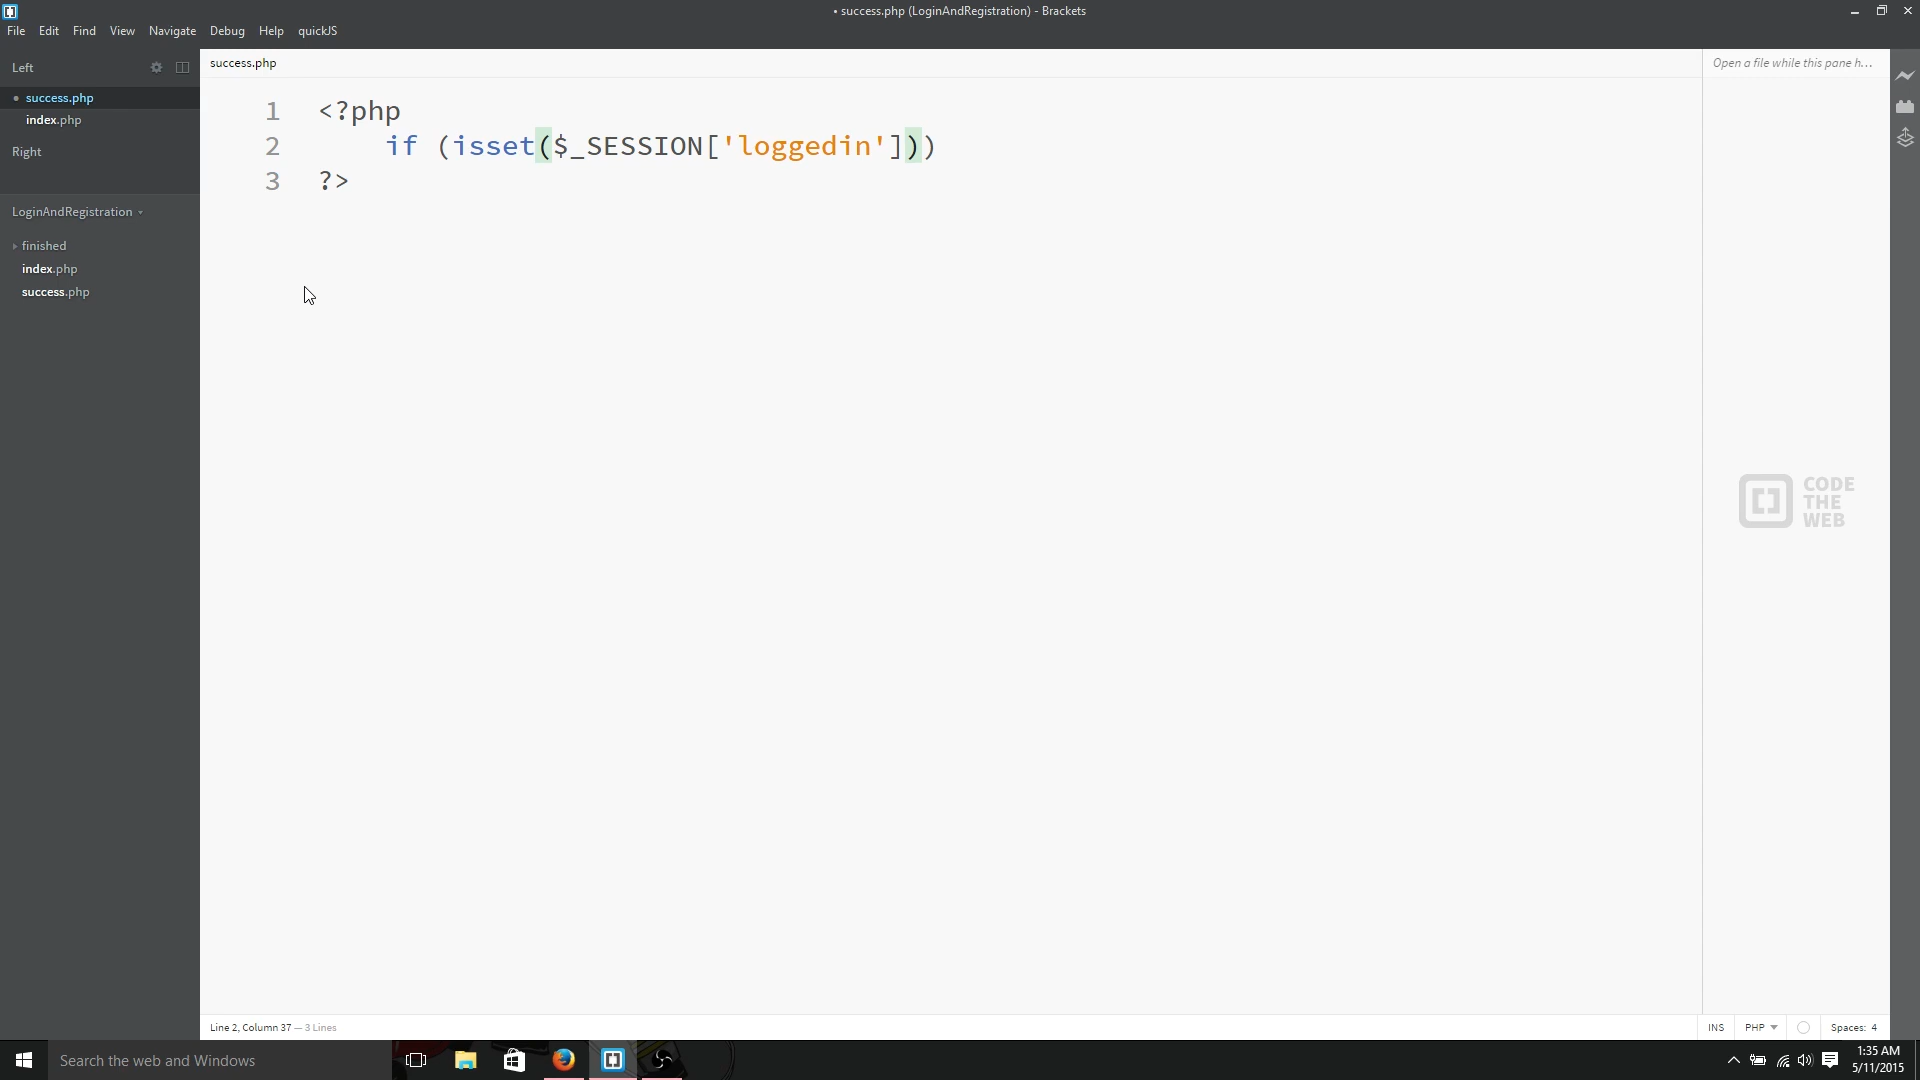 • success.php (LoginAndRegistration) - Brackets
File Edit Find View Navigate Debug Help quickJS
Left
success.php
index.php
Right
LoginAndRegistration
finished
index.php
success.php
success.php
1 <?php
2 if (isset($_SESSION['loggedin']))
3 ?>
Open a file while this pane h...
CODE
THE
WEB
Line 2, Column 37 — 3 Lines
INS PHP Spaces: 4
Search the web and Windows
1:35 AM
5/11/2015